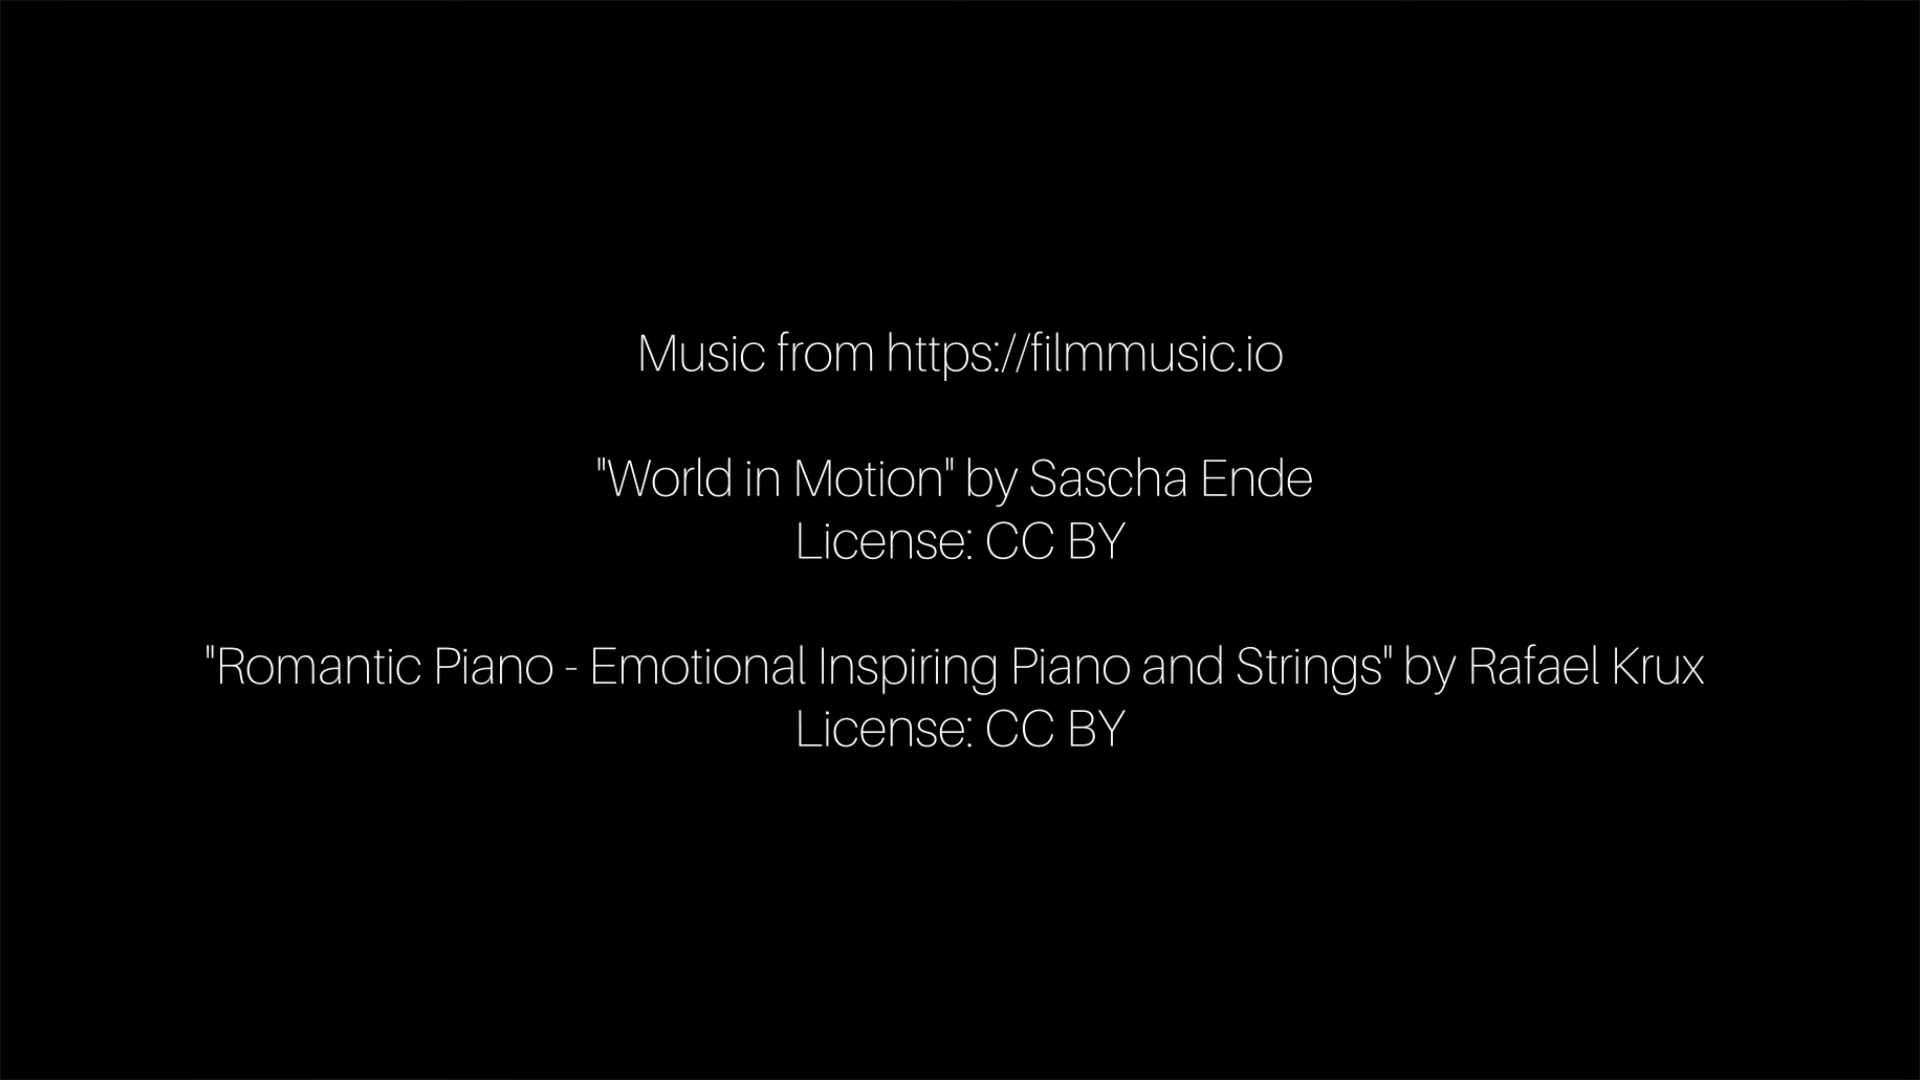 Music from https://filmmusic.io
"World in Motion" by Sascha Ende
License: CC BY
"Romantic Piano - Emotional Inspiring Piano and Strings" by Rafael Krux
License: CC BY